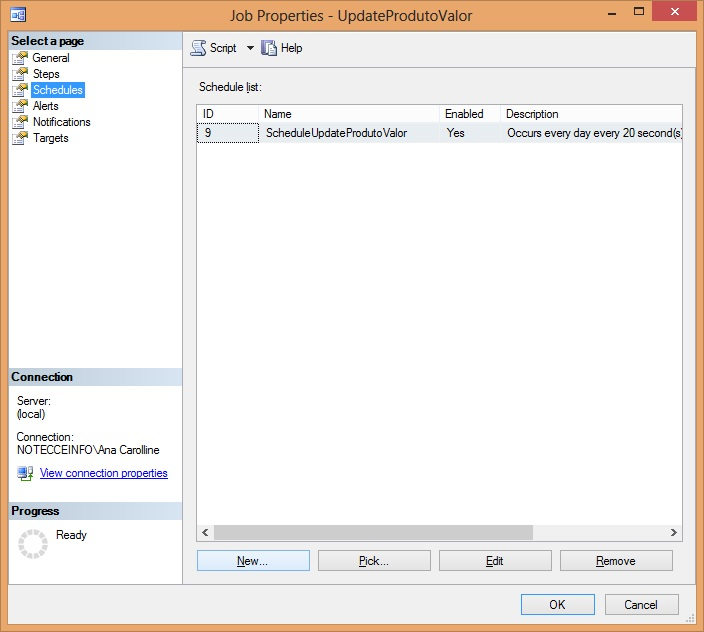 Job Properties - UpdateProdutoValor
Select a page
General
Steps
Schedules
Alerts
Notifications
Targets
Script
Help
Schedule list:
ID Name Enabled Description
9 ScheduleUpdateProdutoValor Yes Occurs every day every 20 second(s)
Connection
Server:
(local)
Connection:
NOTECCEINFO\Ana Carolline
View connection properties
Progress
Ready
New...
Pick...
Edit
Remove
OK
Cancel